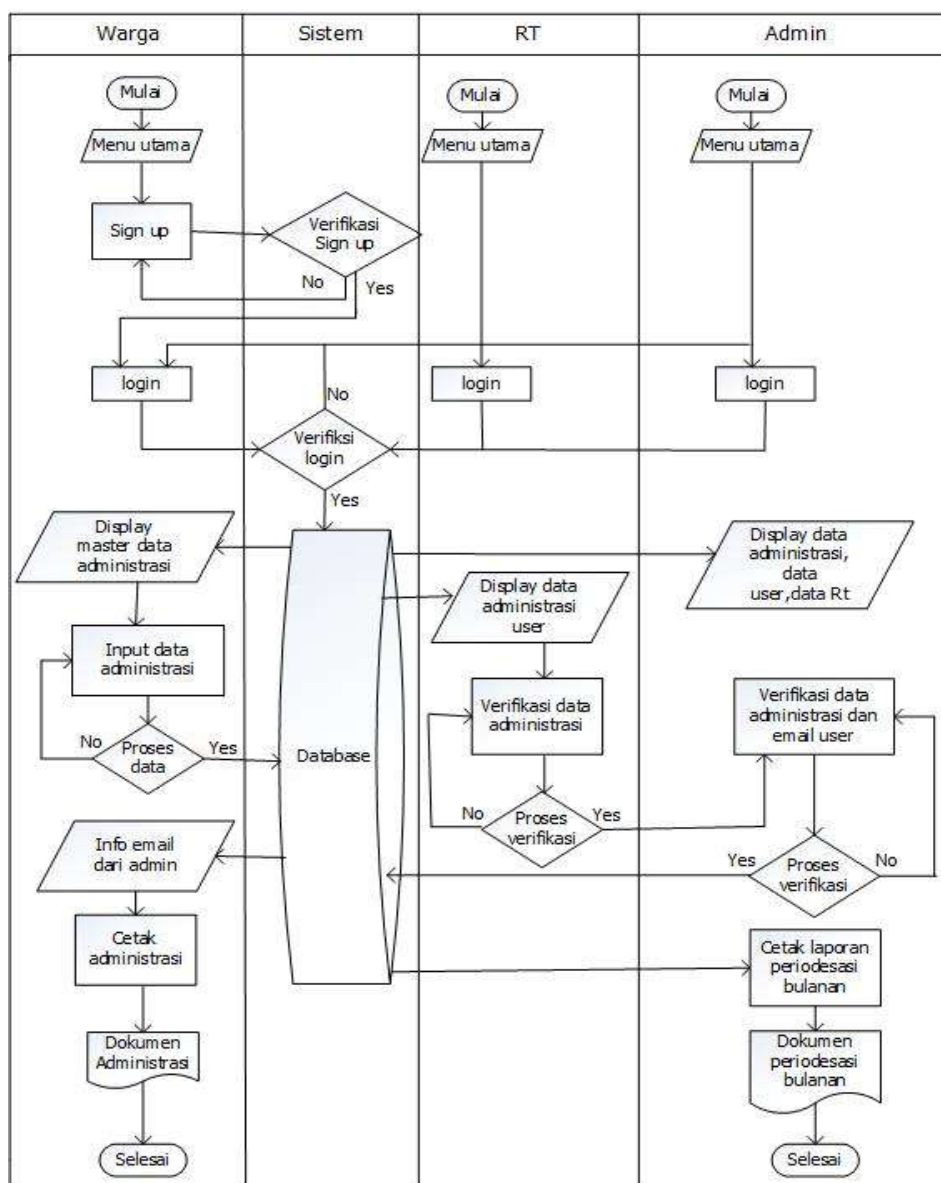 Warga
Sistem
RT
Admin
Mulai
Mulai
Mulai
Menu utama
Menu utama
Menu utama
Sign up
Verifikasi
Sign up
No
Yes
login
login
login
No
Verifiksi
login
Yes
Display
master data
administrasi
Display data
administrasi,
data
user,data Rt
Display data
administrasi
user
Input data
administrasi
Verifikasi data
administrasi
Verifikasi data
administrasi dan
email user
No
Proses
data
Yes
Database
No
Proses
verifikasi
Yes
Info email
dari admin
Yes
Proses
verifikasi
No
Cetak
administrasi
Cetak laporan
periodesasi
bulanan
Dokumen
Administrasi
Dokumen
periodesasi
bulanan
Selesai
Selesai